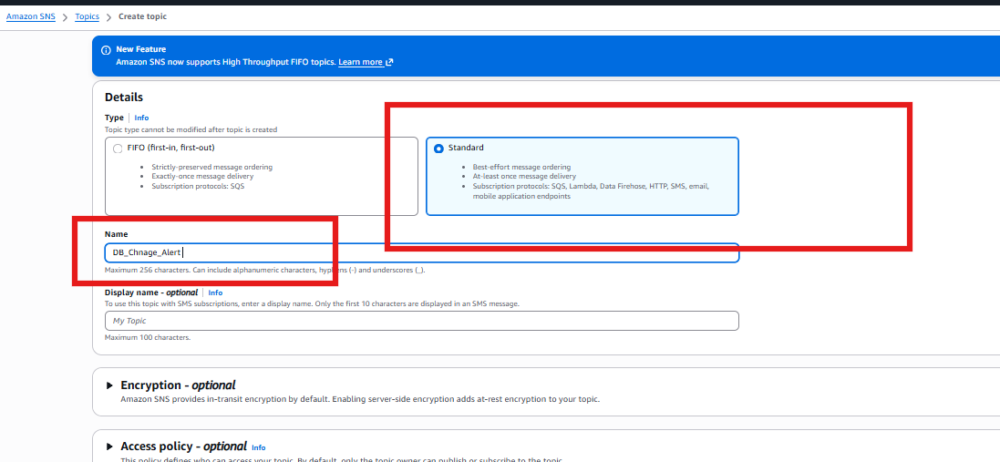 Amazon SNS > Topics > Create topic
New Feature
Amazon SNS now supports High Throughput FIFO topics. Learn more
Details
Type | Info
Topic type cannot be modified after topic is created
FIFO (first-in, first-out)
• Strictly-preserved message ordering
• Exactly-once message delivery
• Subscription protocols: SQS
Standard
• Best-effort message ordering
• At-least once message delivery
• Subscription protocols: SQS, Lambda, Data Firehose, HTTP, SMS, email,
mobile application endpoints
Name
DB_Chnage_Alert
Maximum 256 characters. Can include alphanumeric characters, hyphens (-) and underscores (_).
Display name - optional | Info
To use this topic with SMS subscriptions, enter a display name. Only the first 10 characters are displayed in an SMS message.
My Topic
Maximum 100 characters.
Encryption - optional
Amazon SNS provides in-transit encryption by default. Enabling server-side encryption adds at-rest encryption to your topic.
Access policy - optional Info
This policy defines who can access your topic. By default, only the topic owner can publish or subscribe to the topic.